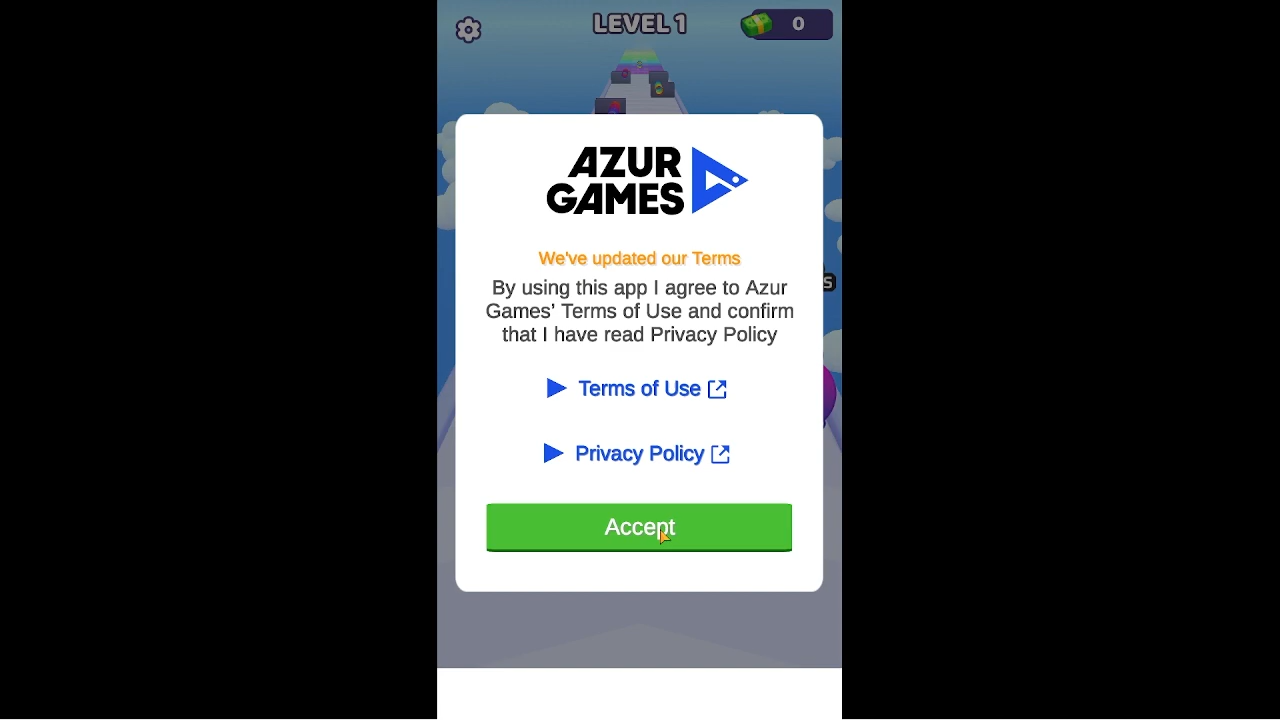 LEVEL 1
0
AZUR
GAMES
We've updated our Terms
By using this app I agree to Azur
Games’ Terms of Use and confirm
that I have read Privacy Policy
Terms of Use
Privacy Policy
Accept